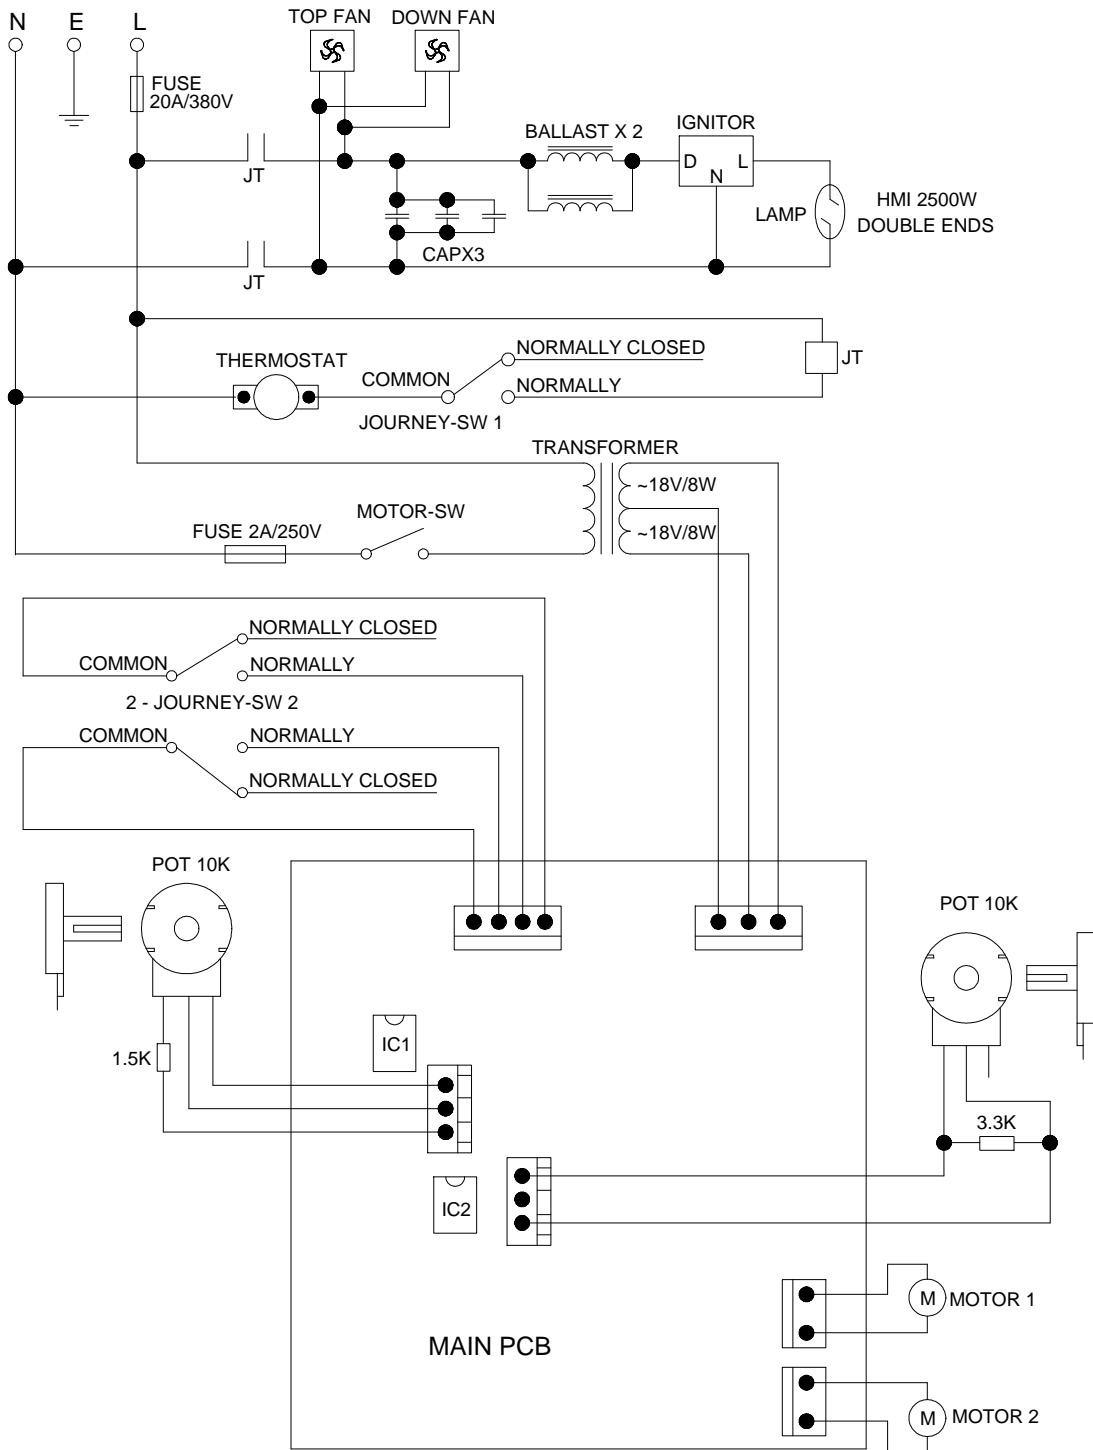 N E L
TOP FAN DOWN FAN
FUSE
20A/380V
JT
BALLAST X 2
IGNITOR
D L
N
LAMP
HMI 2500W
DOUBLE ENDS
CAPX3
JT
THERMOSTAT
NORMALLY CLOSED
COMMON
NORMALLY
JOURNEY-SW 1
JT
TRANSFORMER
~18V/8W
~18V/8W
MOTOR-SW
FUSE 2A/250V
NORMALLY CLOSED
COMMON
NORMALLY
2 - JOURNEY-SW 2
COMMON
NORMALLY
NORMALLY CLOSED
POT 10K
POT 10K
IC1
1.5K
3.3K
IC2
M MOTOR 1
MAIN PCB
M MOTOR 2